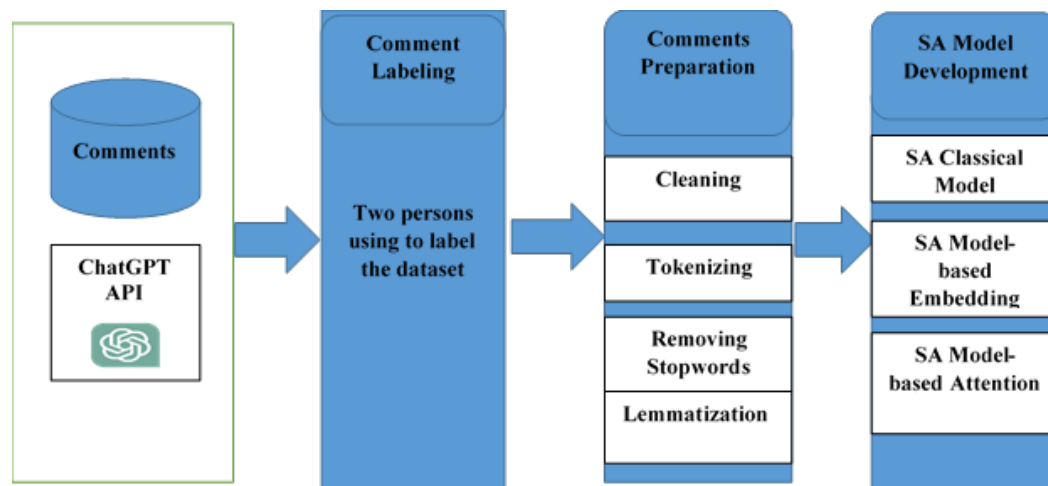 Comments
ChatGPT
API
Comment
Labeling
Two persons
using to label
the dataset
Comments
Preparation
Cleaning
Tokenizing
Removing
Stopwords
Lemmatization
SA Model
Development
SA Classical
Model
SA Model-
based
Embedding
SA Model-
based Attention